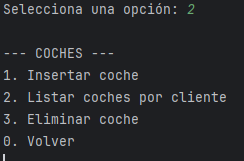 Selecciona una opción: 2
--- COCHES ---
1. Insertar coche
2. Listar coches por cliente
3. Eliminar coche
0. Volver